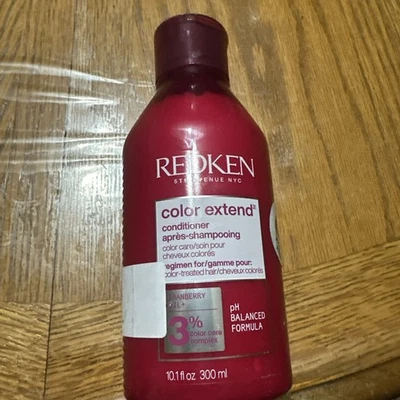 REDKEN
5TH AVENUE NYC
color extend
conditioner
après-shampooing
color care/soin pour
cheveux colorés
regimen for/gamme pour:
color-treated hair/cheveux colorés
CRANBERRY
OIL+
3%
color care
complex
pH
BALANCED
FORMULA
10.1 fl oz 300 ml